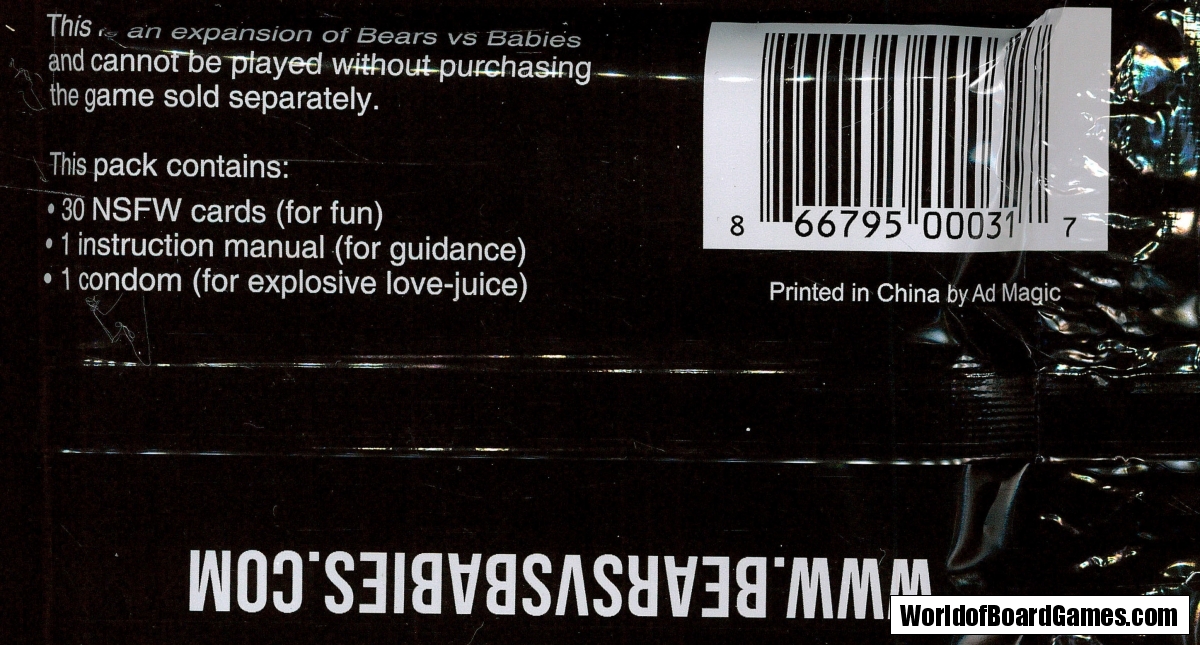 This is an expansion of Bears vs Babies
and cannot be played without purchasing
the game sold separately.
This pack contains:
• 30 NSFW cards (for fun)
• 1 instruction manual (for guidance)
• 1 condom (for explosive love-juice)
8 66795 00031 7
Printed in China by Ad Magic
WWW.BEARSVSBABIES.COM
WorldofBoardGames.com